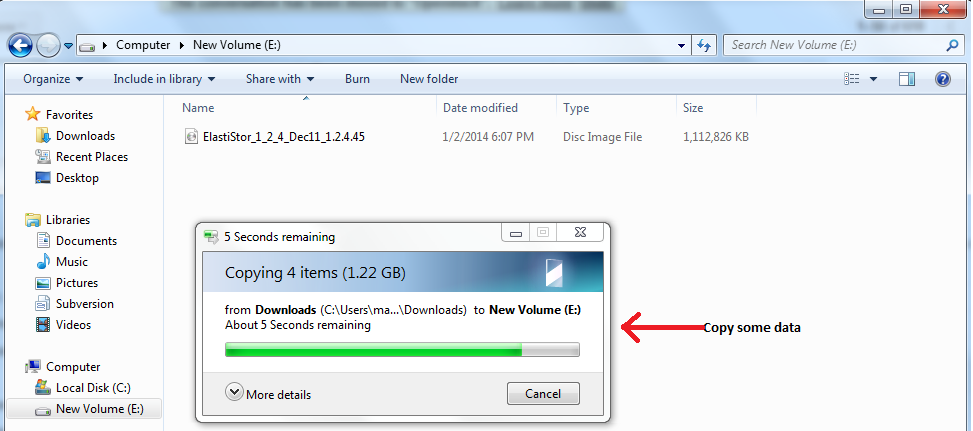 Computer ▸ New Volume (E:)
Search New Volume (E:)
Organize Include in library Share with Burn New folder
Name Date modified Type Size
Favorites
ElastiStor_1_2_4_Dec11_1.2.4.45 1/2/2014 6:07 PM Disc Image File 1,112,826 KB
Downloads
Recent Places
Desktop
Libraries
Documents
Music
Pictures
Subversion
Videos
Computer
Local Disk (C:)
New Volume (E:)
5 Seconds remaining
Copying 4 items (1.22 GB)
from Downloads (C:\Users\ma...\Downloads) to New Volume (E:)
About 5 Seconds remaining
More details
Cancel
Copy some data